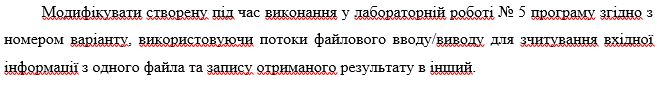 Модифікувати створену під час виконання у лабораторній роботі № 5 програму згідно з
номером варіанту, використовуючи потоки файлового вводу/виводу для зчитування вхідної
інформації з одного файла та запису отриманого результату в інший.